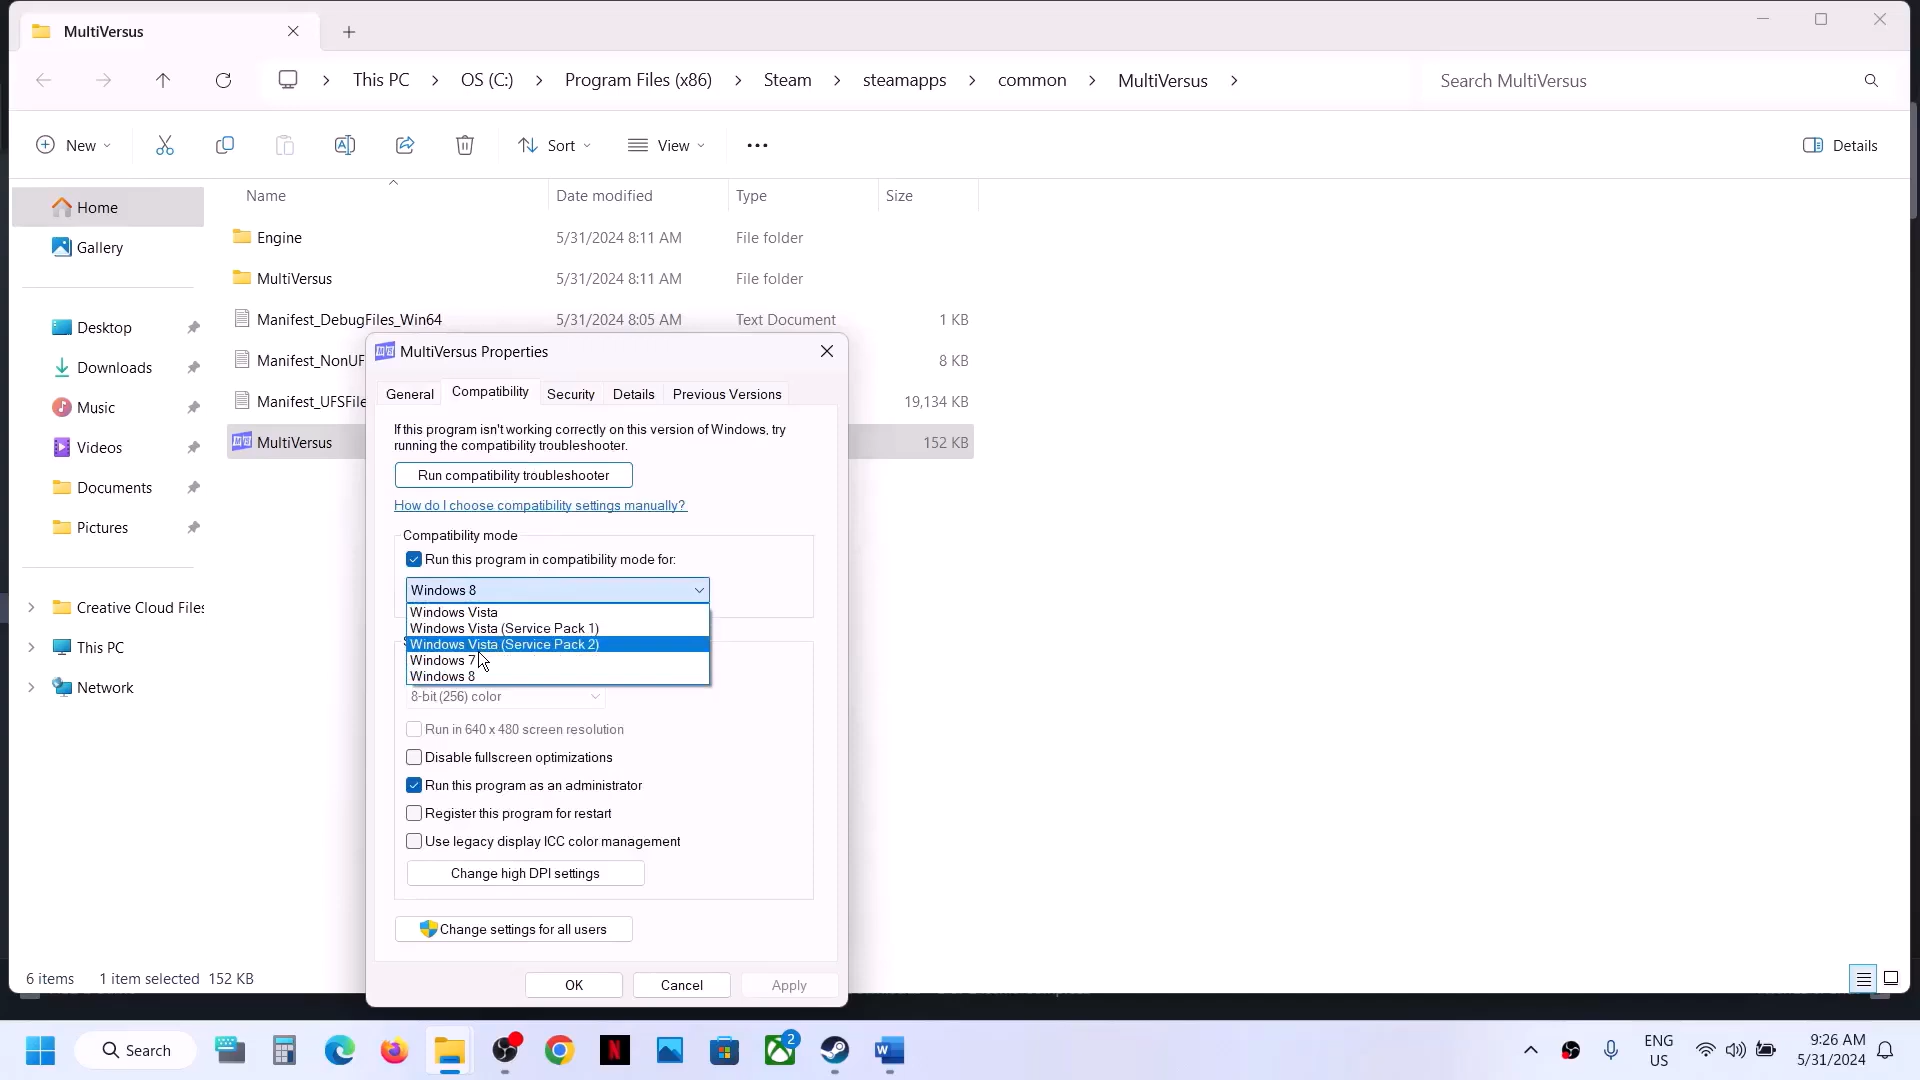 MultiVersus
This PC
OS (C:)
Program Files (x86)
Steam
steamapps
common
MultiVersus
Search MultiVersus
New
Sort
View
Details
Name
Date modified
Type
Size
Home
Gallery
Desktop
Downloads
Music
Videos
Documents
Pictures
Creative Cloud Files
This PC
Network
Engine 5/31/2024 8:11 AM File folder
MultiVersus 5/31/2024 8:11 AM File folder
Manifest_DebugFiles_Win64 5/31/2024 8:05 AM Text Document 1 KB
Manifest_NonUF 8 KB
Manifest_UFSFile 19,134 KB
MultiVersus 152 KB
MultiVersus Properties
General
Compatibility
Security
Details
Previous Versions
If this program isn't working correctly on this version of Windows, try
running the compatibility troubleshooter.
Run compatibility troubleshooter
How do I choose compatibility settings manually?
Compatibility mode
Run this program in compatibility mode for:
Windows 8
Windows Vista
Windows Vista (Service Pack 1)
Windows Vista (Service Pack 2)
Windows 7
Windows 8
8-bit (256) color
Run in 640 x 480 screen resolution
Disable fullscreen optimizations
Run this program as an administrator
Register this program for restart
Use legacy display ICC color management
Change high DPI settings
Change settings for all users
OK
Cancel
Apply
6 items
1 item selected 152 KB
Search
2
ENG
US
9:26 AM
5/31/2024